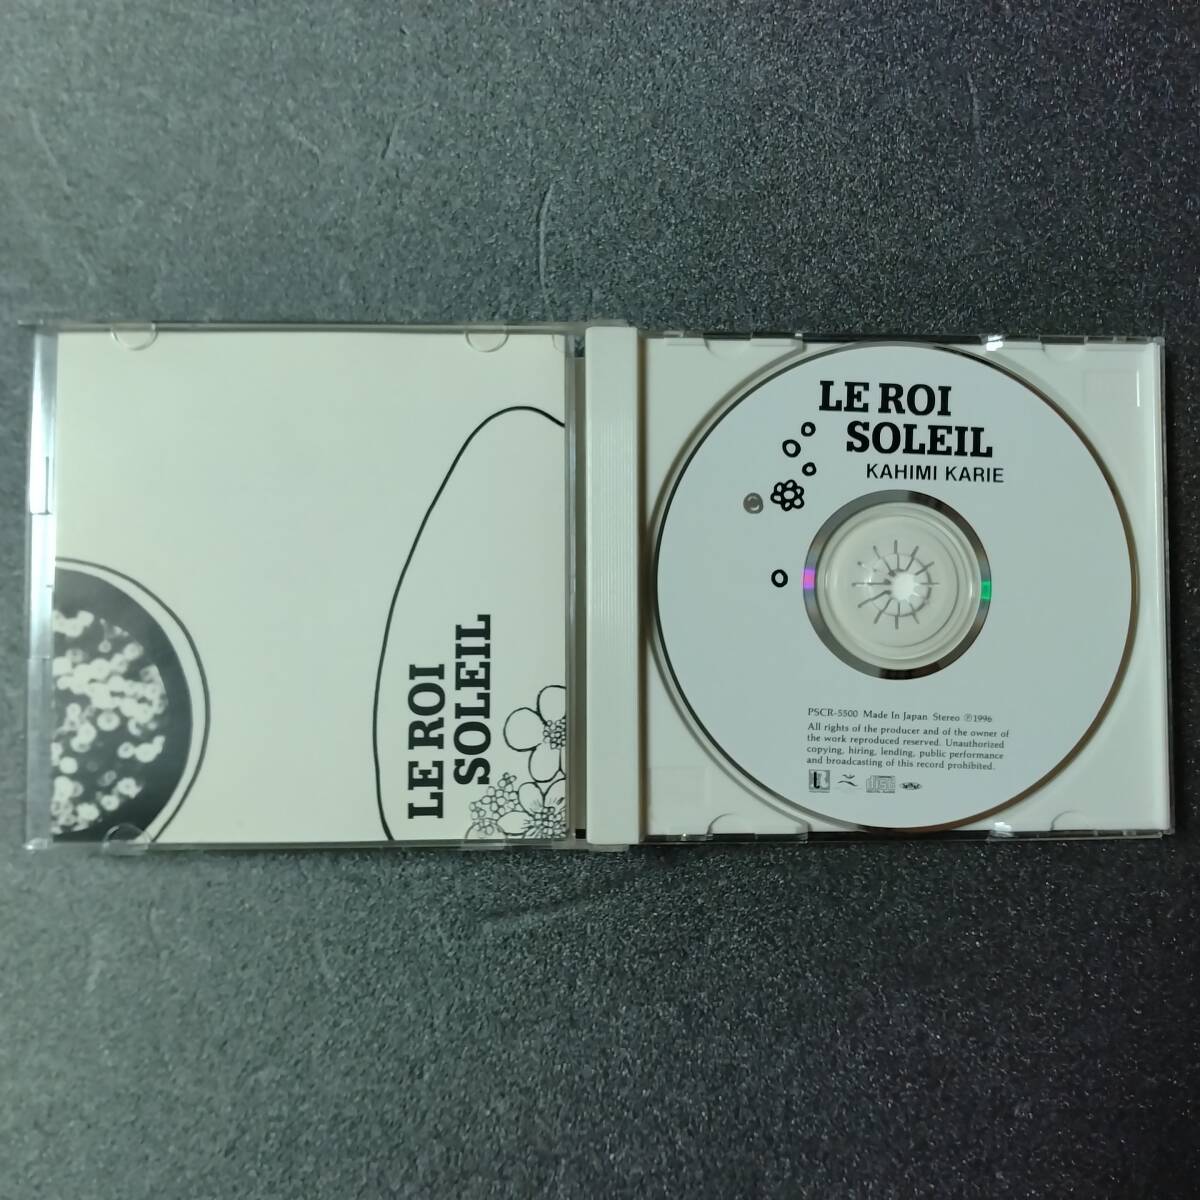 LE ROI
SOLEIL
LE ROI
SOLEIL
KAHIMI KARIE
PSCR-5500 Made In Japan Stereo ℗1996
All rights of the producer and of the owner of
the work reproduced reserved. Unauthorized
copying, hiring, lending, public performance
and broadcasting of this record prohibited.